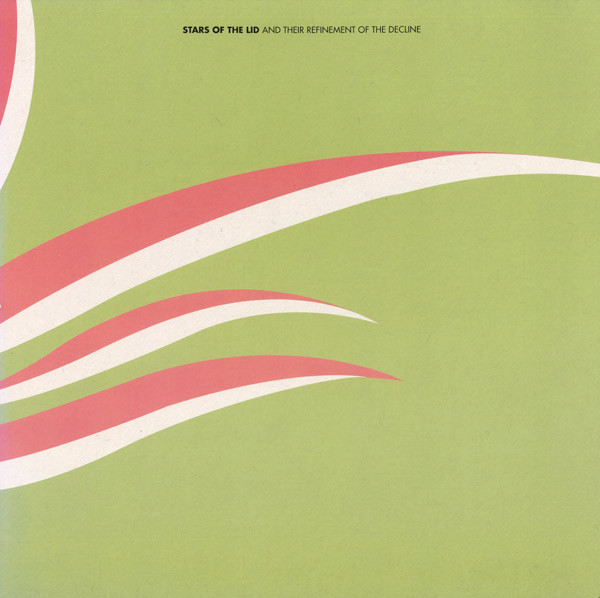 STARS OF THE LID AND THEIR REFINEMENT OF THE DECLINE